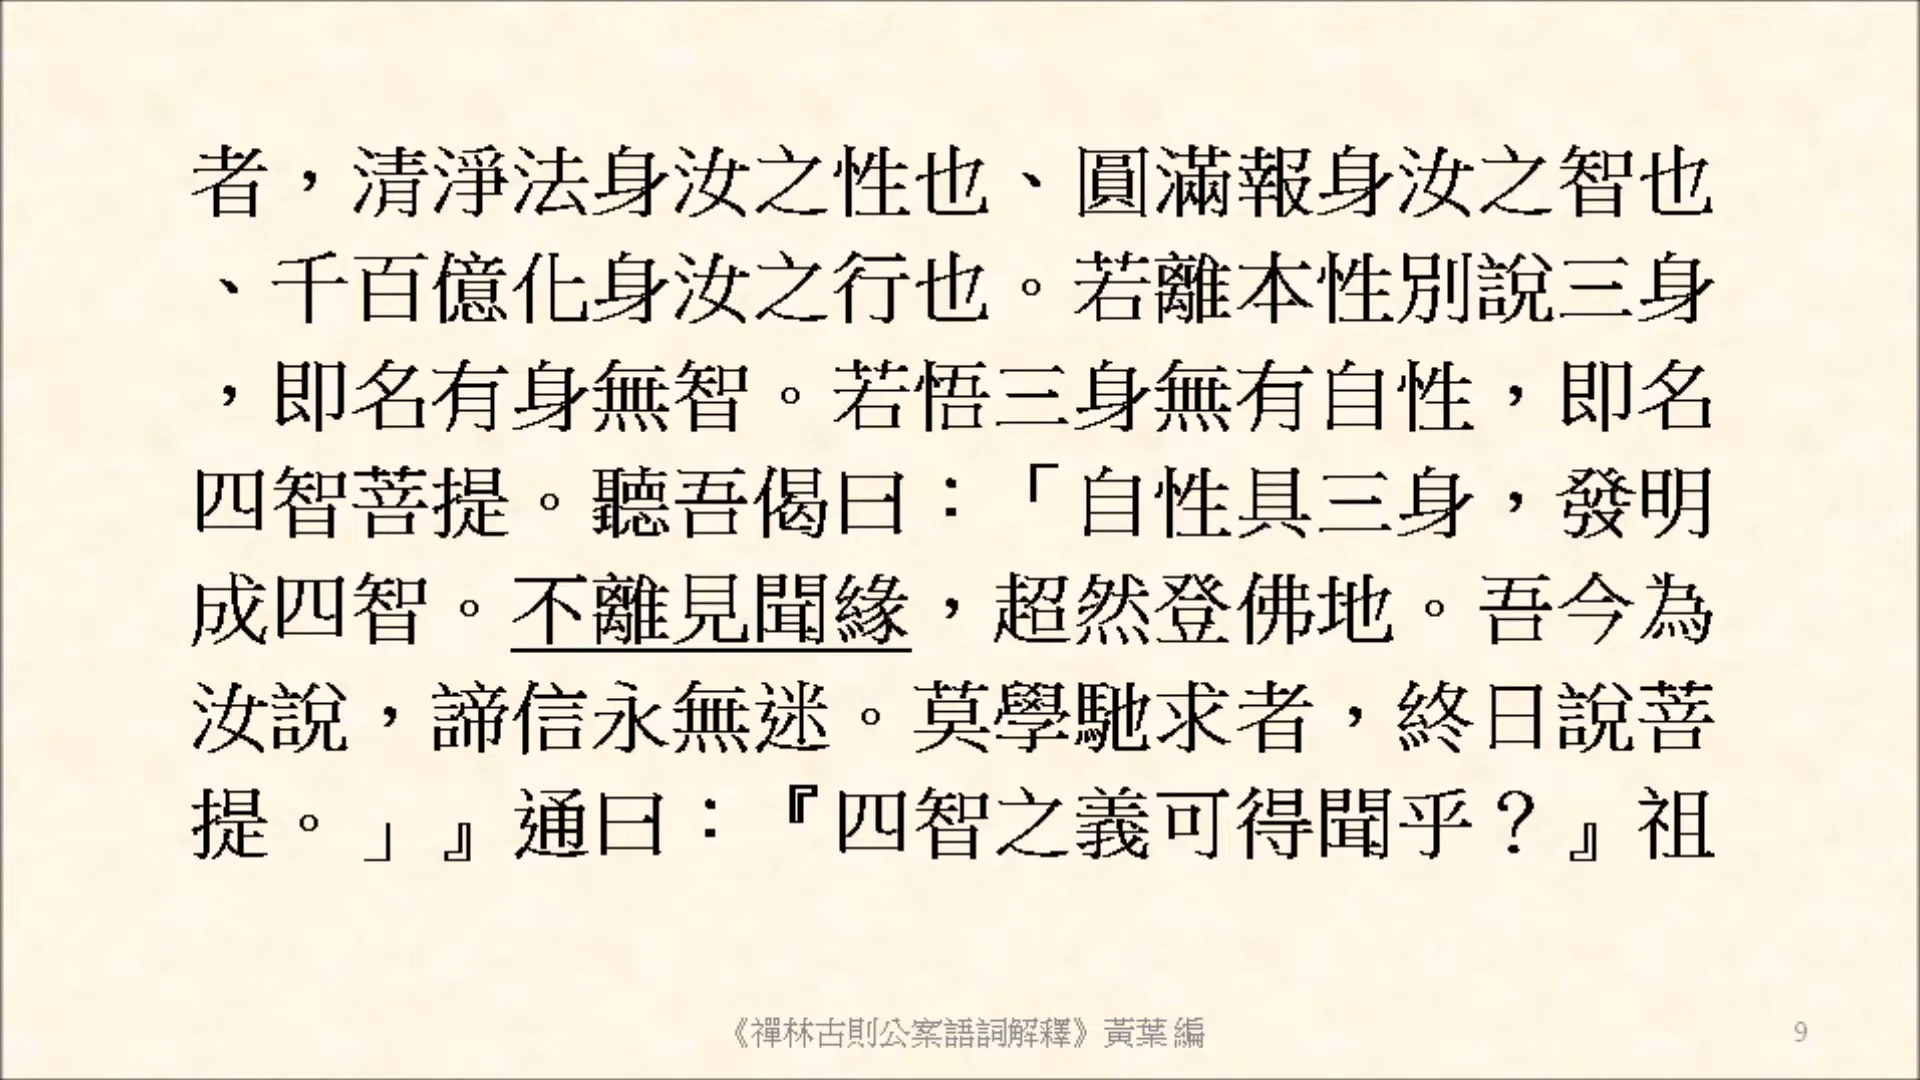 者，清淨法身汝之性也、圓滿報身汝之智也
、千百億化身汝之行也。若離本性別說三身
，即名有身無智。若悟三身無有自性，即名
四智菩提。聽吾偈曰：「自性具三身，發明
成四智。不離見聞緣，超然登佛地。吾今為
汝說，諦信永無迷。莫學馳求者，終日說菩
提。」』通曰：『四智之義可得聞乎？』祖
《禪林古則公案語詞解釋》黃葉 編
9